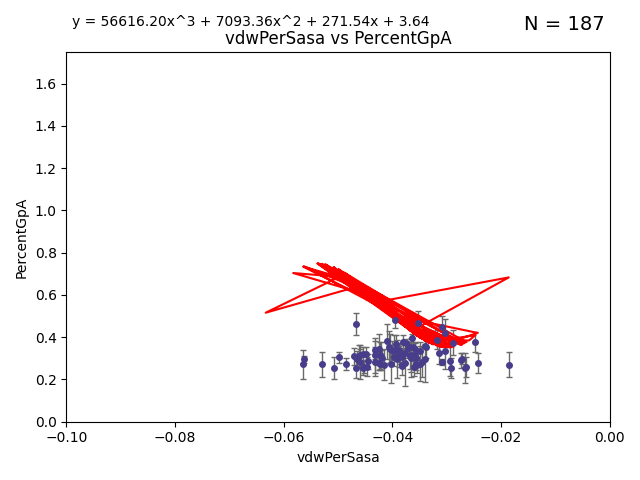 y = 56616.20x^3 + 7093.36x^2 + 271.54x + 3.64
N = 187
vdwPerSasa vs PercentGpA
PercentGpA
1.6
1.4
1.2
1.0
0.8
0.6
0.4
0.2
0.0
−0.10 −0.08 −0.06 −0.04 −0.02 0.00
vdwPerSasa